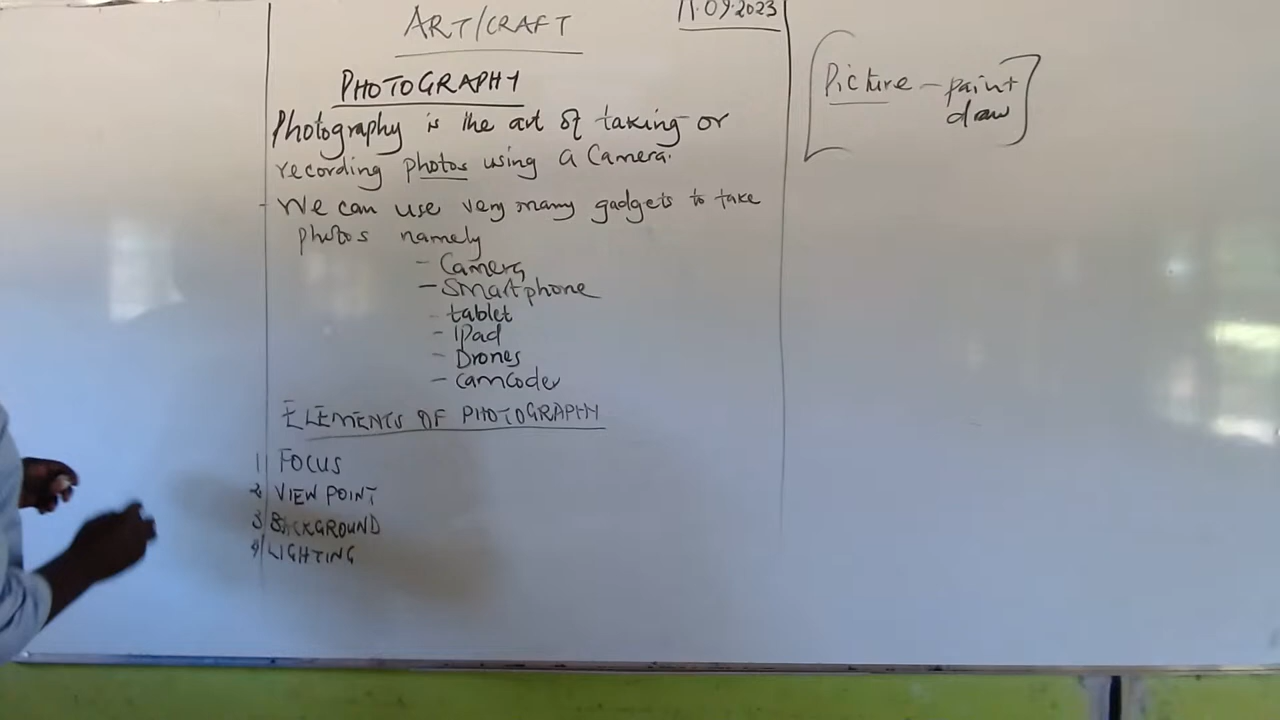 ART/CRAFT
11.09.2023
PHOTOGRAPHY
Photography is the art of taking or
recording photos using a Camera.
- We can use very many gadgets to take
photos namely
- Camera
- Smartphone
- tablet
- IPad
- Drones
- camcoder
ELEMENTS OF PHOTOGRAPHY
1 FOCUS
2 VIEW POINT
3 BACKGROUND
4 LIGHTING
Picture - paint
draw